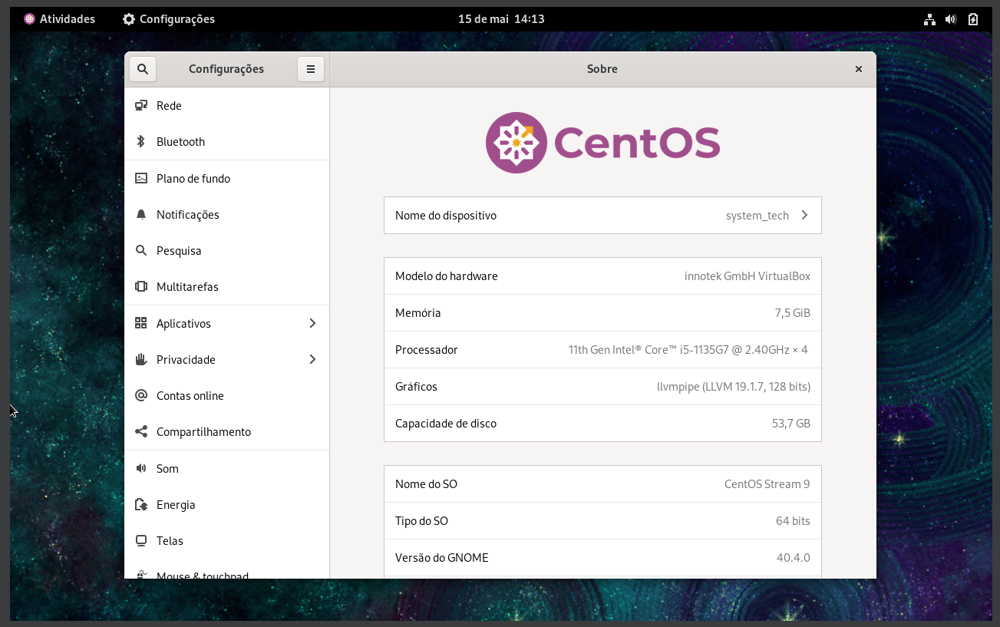 Atividades
Configurações
15 de mai 14:13
Configurações
Sobre
Rede
Bluetooth
Plano de fundo
Notificações
Pesquisa
Multitarefas
Aplicativos
Privacidade
Contas online
Compartilhamento
Som
Energia
Telas
Mouse & touchpad
CentOS
Nome do dispositivo system_tech
Modelo do hardware innotek GmbH VirtualBox
Memória 7,5 GiB
Processador 11th Gen Intel® Core™ i5-1135G7 @ 2.40GHz × 4
Gráficos llvmpipe (LLVM 19.1.7, 128 bits)
Capacidade de disco 53,7 GB
Nome do SO CentOS Stream 9
Tipo do SO 64 bits
Versão do GNOME 40.4.0